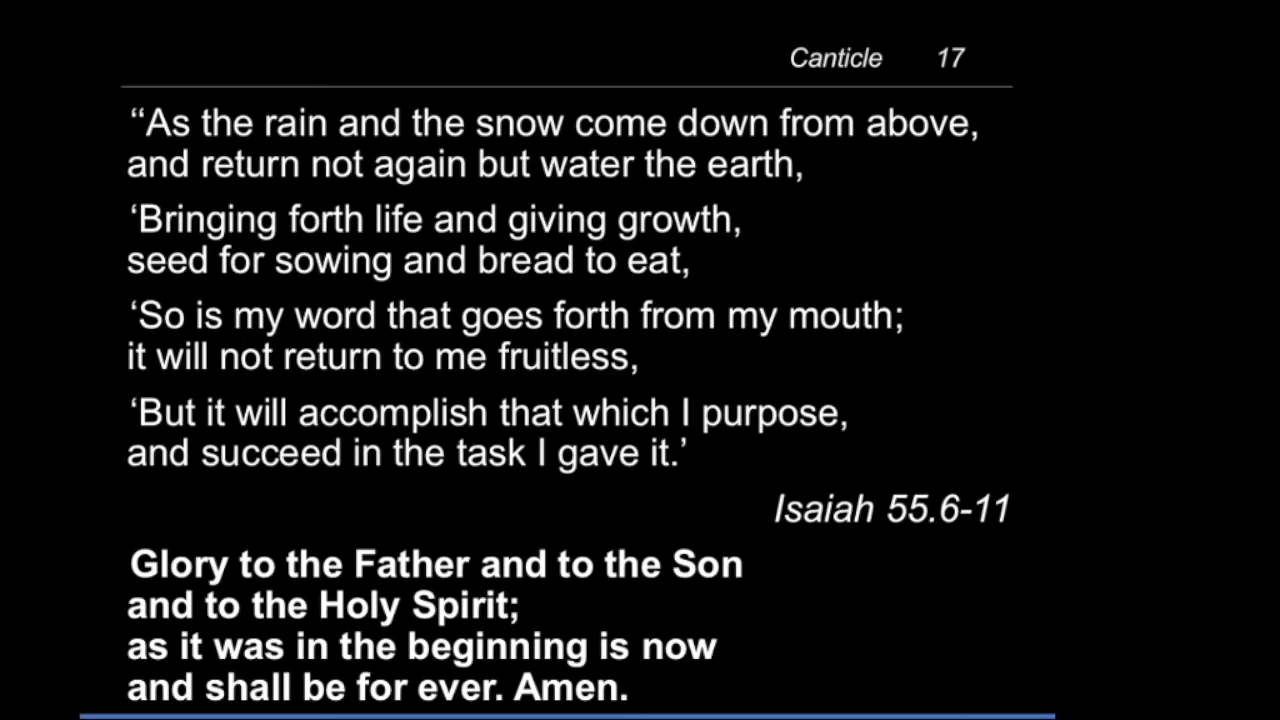 Canticle 17
“As the rain and the snow come down from above,
and return not again but water the earth,
‘Bringing forth life and giving growth,
seed for sowing and bread to eat,
‘So is my word that goes forth from my mouth;
it will not return to me fruitless,
‘But it will accomplish that which I purpose,
and succeed in the task I gave it.’
Isaiah 55.6-11
Glory to the Father and to the Son
and to the Holy Spirit;
as it was in the beginning is now
and shall be for ever. Amen.